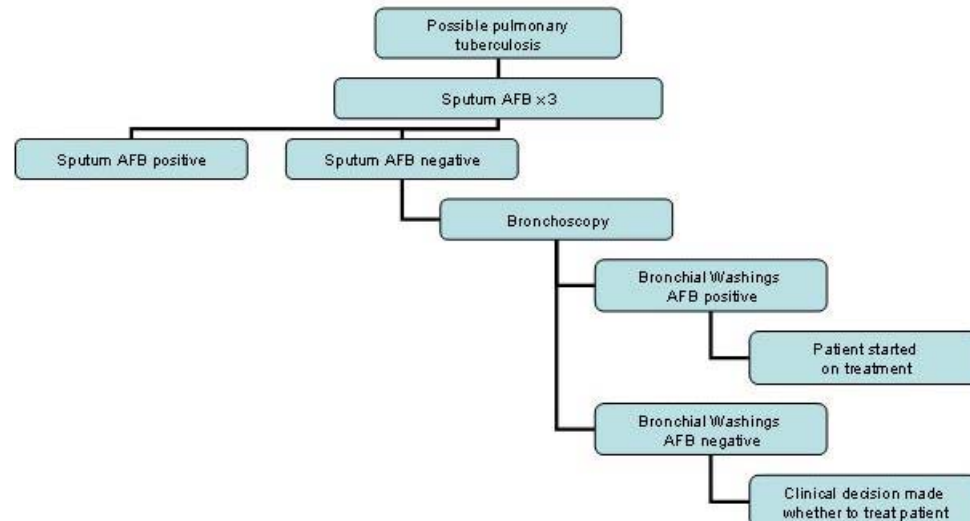 Possible pulmonary
tuberculosis
Sputum AFB ×3
Sputum AFB positive
Sputum AFB negative
Bronchoscopy
Bronchial Washings
AFB positive
Patient started
on treatment
Bronchial Washings
AFB negative
Clinical decision made
whether to treat patient